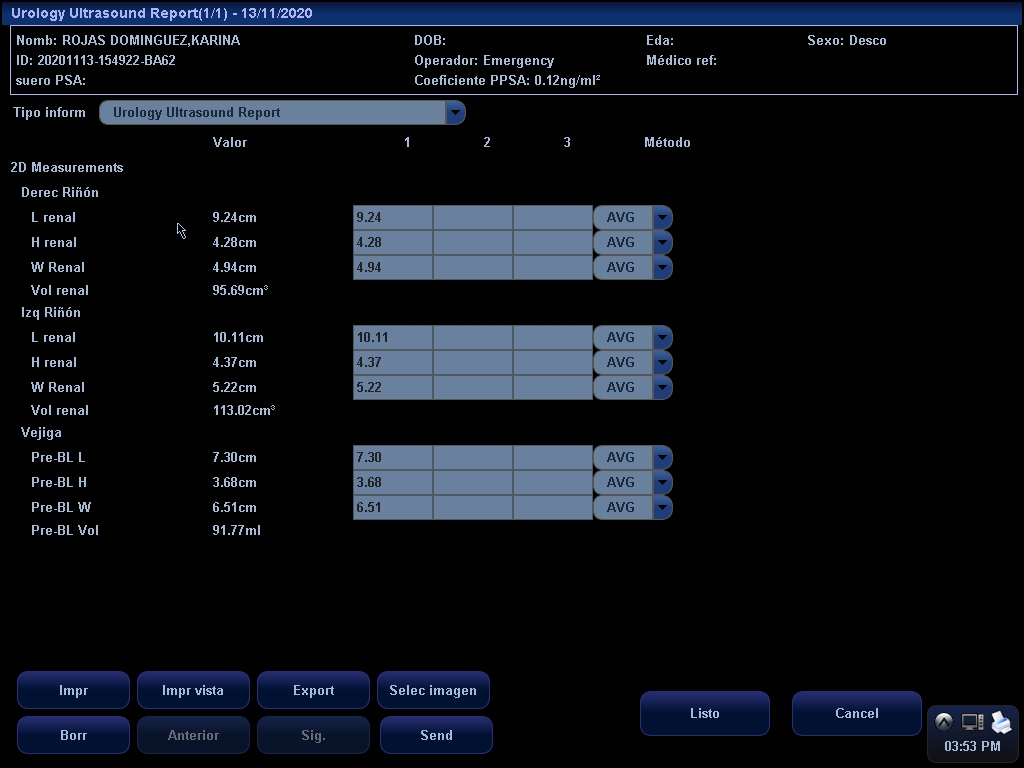 Urology Ultrasound Report(1/1) - 13/11/2020
Nomb: ROJAS DOMINGUEZ,KARINA DOB: Eda: Sexo: Desco
ID: 20201113-154922-BA62 Operador: Emergency Médico ref:
suero PSA: Coeficiente PPSA: 0.12ng/ml²
Tipo inform Urology Ultrasound Report
Valor 1 2 3 Método
2D Measurements
Derec Riñón
L renal 9.24cm 9.24 AVG
H renal 4.28cm 4.28 AVG
W Renal 4.94cm 4.94 AVG
Vol renal 95.69cm³
Izq Riñón
L renal 10.11cm 10.11 AVG
H renal 4.37cm 4.37 AVG
W Renal 5.22cm 5.22 AVG
Vol renal 113.02cm³
Vejiga
Pre-BL L 7.30cm 7.30 AVG
Pre-BL H 3.68cm 3.68 AVG
Pre-BL W 6.51cm 6.51 AVG
Pre-BL Vol 91.77ml
Impr Impr vista Export Selec imagen
Listo Cancel
Borr Anterior Sig. Send
03:53 PM